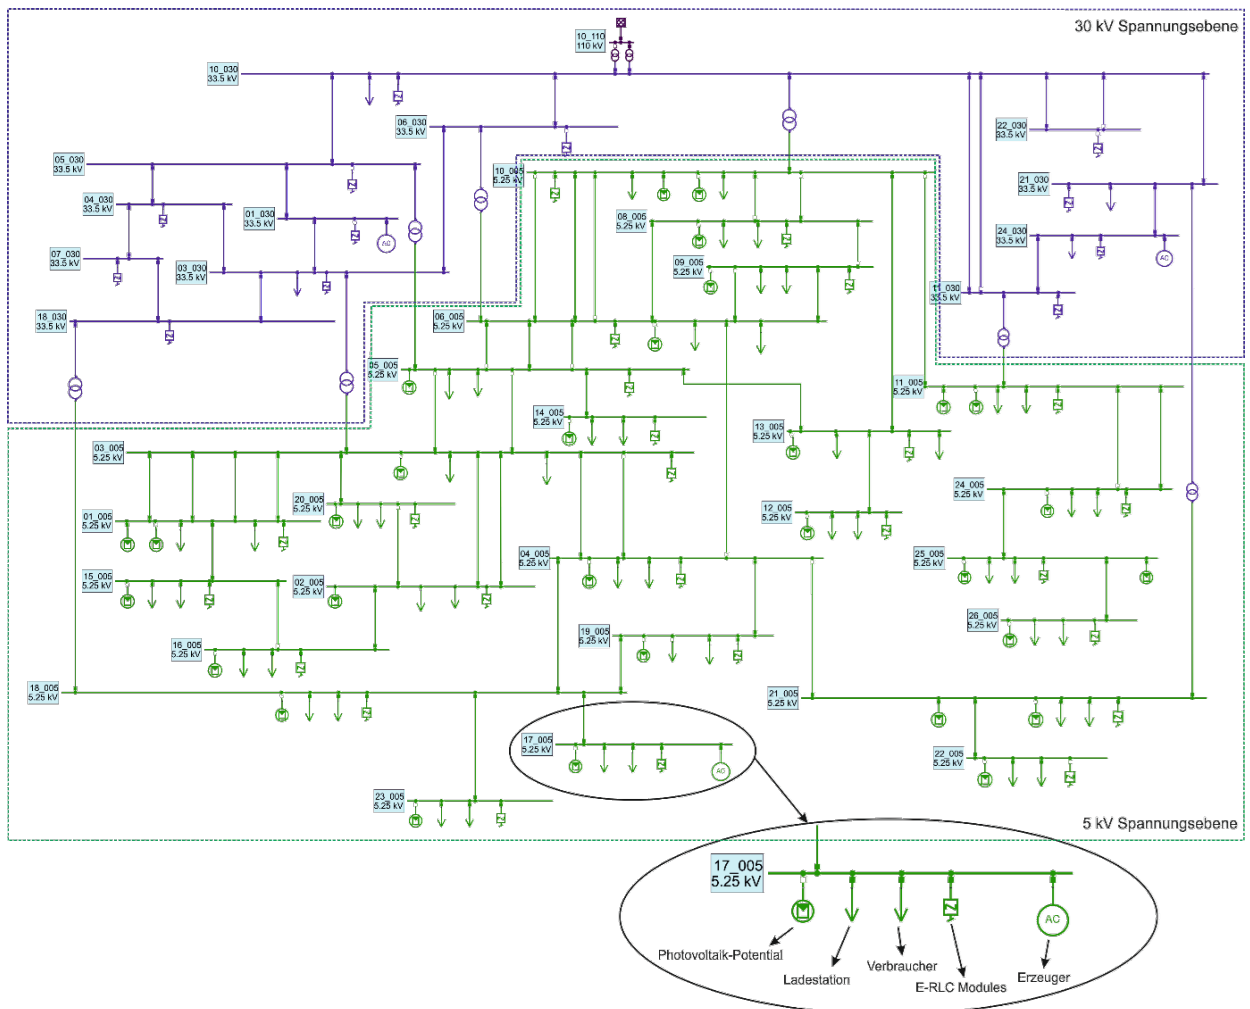 30 kV Spannungsebene
10_110
110 kV
10_030
33.5 kV
06_030
33.5 kV
22_030
33.5 kV
05_030
33.5 kV
10_005
5.25 kV
21_030
33.5 kV
04_030
33.5 kV
01_030
33.5 kV
08_005
5.25 kV
24_030
33.5 kV
AC
AC
07_030
33.5 kV
03_030
33.5 kV
09_005
5.25 kV
11_030
33.5 kV
18_030
33.5 kV
06_005
5.25 kV
05_005
5.25 kV
11_005
5.25 kV
14_005
5.25 kV
13_005
5.25 kV
03_005
5.25 kV
24_005
5.25 kV
20_005
5.25 kV
01_005
5.25 kV
12_005
5.25 kV
04_005
5.25 kV
25_005
5.25 kV
15_005
5.25 kV
02_005
5.25 kV
26_005
5.25 kV
19_005
5.25 kV
16_005
5.25 kV
18_005
5.25 kV
21_005
5.25 kV
17_005
5.25 kV
AC
22_005
5.25 kV
23_005
5.25 kV
5 kV Spannungsebene
17_005
5.25 kV
AC
Photovoltalk-Potential
Ladestation
Verbraucher
E-RLC Modules
Erzeuger